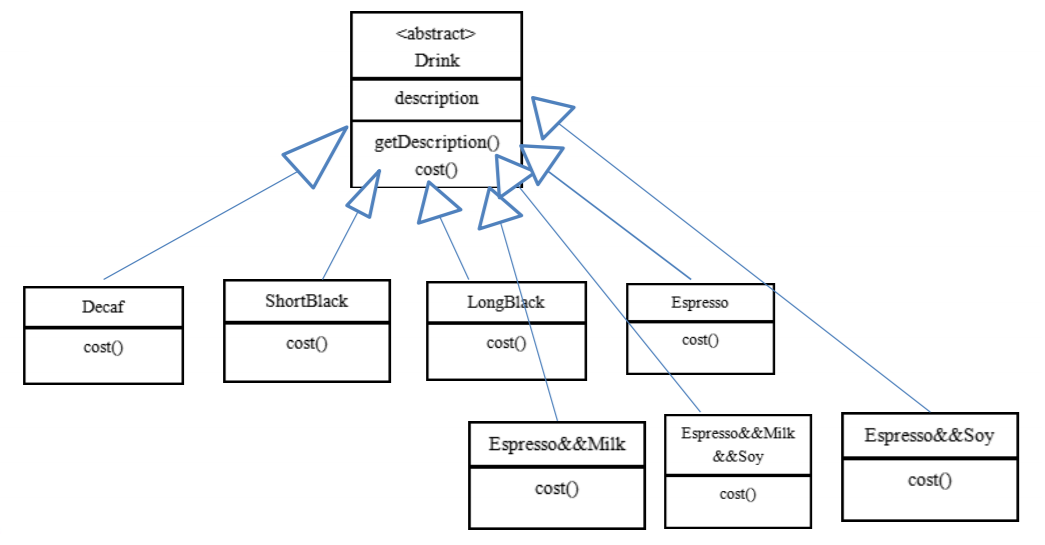 <abstract>
Drink
description
getDescription()
cost()
Decaf
cost()
ShortBlack
cost()
LongBlack
cost()
Espresso
cost()
Espresso&&Milk
cost()
Espresso&&Milk
&&Soy
cost()
Espresso&&Soy
cost()